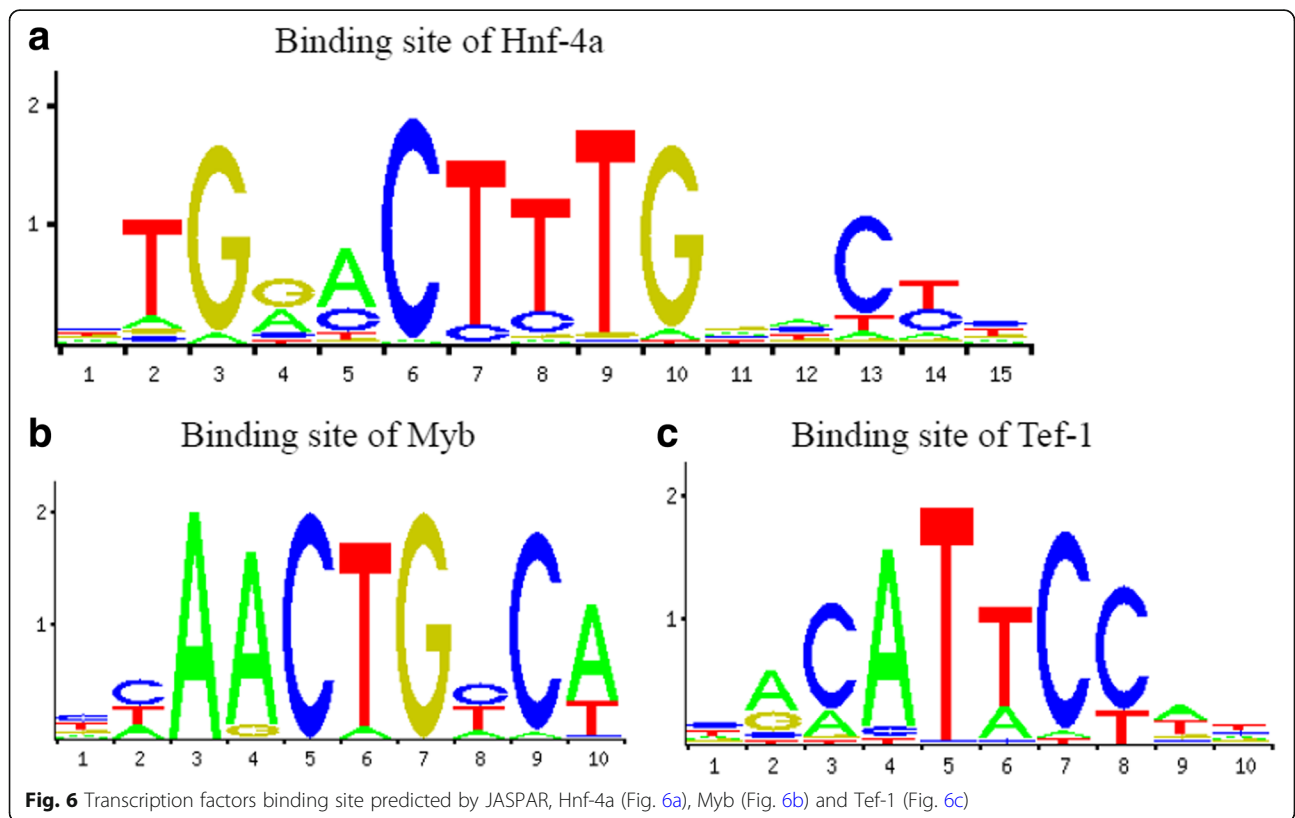 a
Binding site of Hnf-4a
2
1
T G G A C T T T G C T
A A C C C T C
1 2 3 4 5 6 7 8 9 10 11 12 13 14 15
b
Binding site of Myb
2
1
C A A C T G C C A
T A G T T
1 2 3 4 5 6 7 8 9 10
c
Binding site of Tef-1
2
1
A C A T T C C A
G A C A T T
1 2 3 4 5 6 7 8 9 10
Fig. 6 Transcription factors binding site predicted by JASPAR, Hnf-4a (Fig. 6a), Myb (Fig. 6b) and Tef-1 (Fig. 6c)